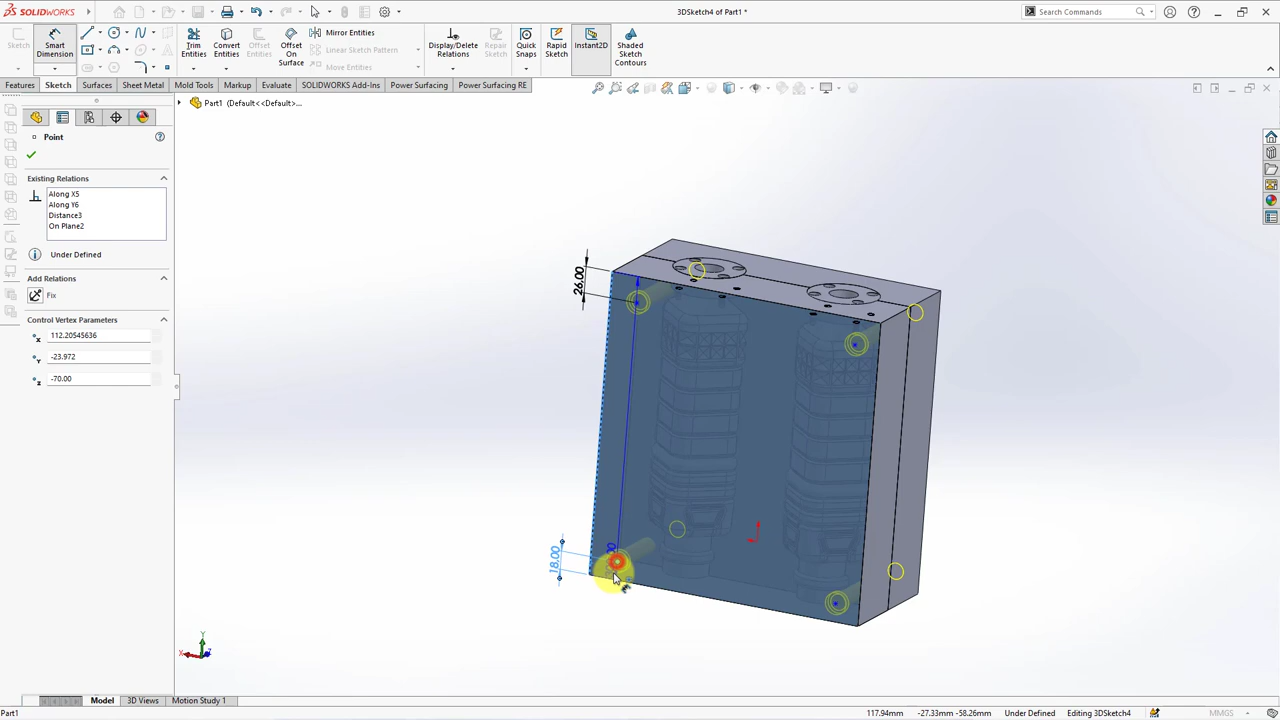 SOLIDWORKS
3DSketch4 of Part1 *
Search Commands
Sketch
Smart Dimension
Trim Entities
Convert Entities
Offset Entities
Offset On Surface
Mirror Entities
Linear Sketch Pattern
Move Entities
Display/Delete Relations
Repair Sketch
Quick Snaps
Rapid Sketch
Instant2D
Shaded Sketch Contours
Features
Sketch
Surfaces
Sheet Metal
Mold Tools
Markup
Evaluate
SOLIDWORKS Add-Ins
Power Surfacing
Power Surfacing RE
Part1 (Default<<Default>...
Point
Existing Relations
Along X5
Along Y6
Distance3
On Plane2
Under Defined
Add Relations
Fix
Control Vertex Parameters
112.20545636
-23.972
-70.00
26.00
18.00
Y
X
Z
Model
3D Views
Motion Study 1
Part1
117.94mm
-27.33mm -58.26mm
Under Defined
Editing 3DSketch4
MMGS